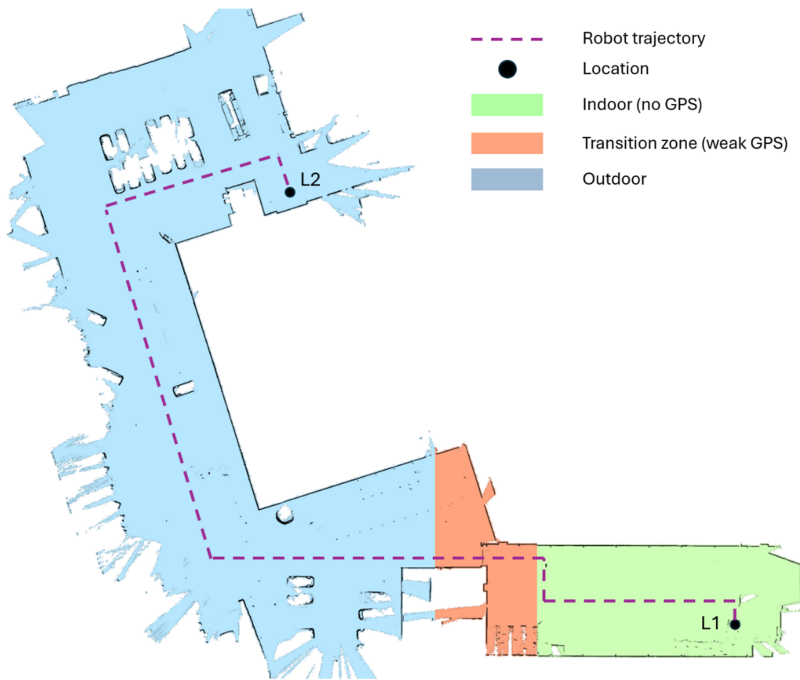 Robot trajectory
Location
Indoor (no GPS)
Transition zone (weak GPS)
Outdoor
L2
L1